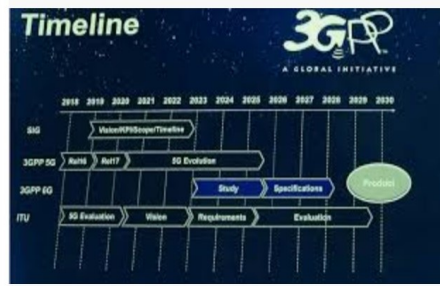 Timeline
3GPP
A GLOBAL INITIATIVE
2018 2019 2020 2021 2022 2023 2024 2025 2026 2027 2028 2029 2030
SIG
Vision/KPI/Scope/Timeline
3GPP 5G
Rel16 Rel17 5G Evolution
3GPP 6G
Study Specifications
Product
ITU
5G Evaluation Vision Requirements Evaluation